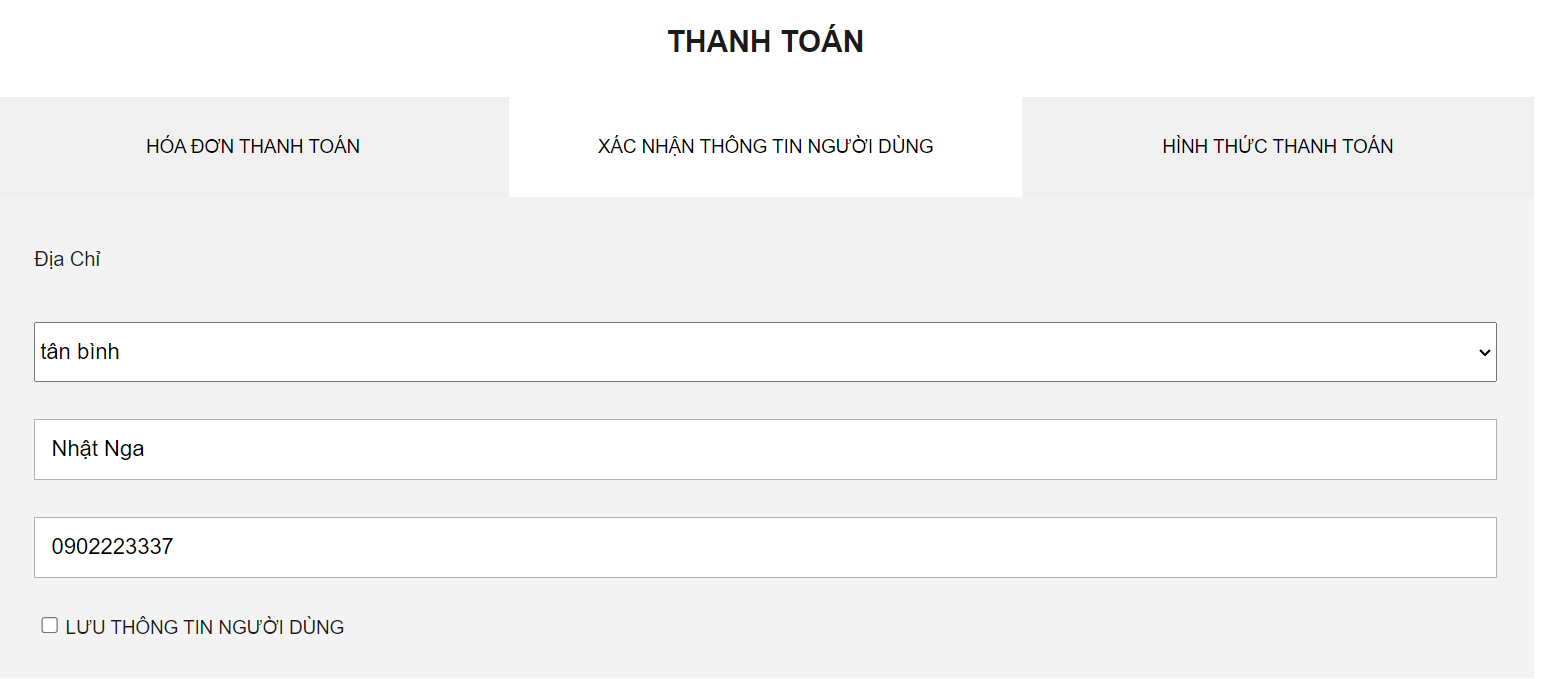 THANH TOÁN
HÓA ĐƠN THANH TOÁN
XÁC NHẬN THÔNG TIN NGƯỜI DÙNG
HÌNH THỨC THANH TOÁN
Địa Chỉ
tân bình
Nhật Nga
0902223337
LƯU THÔNG TIN NGƯỜI DÙNG